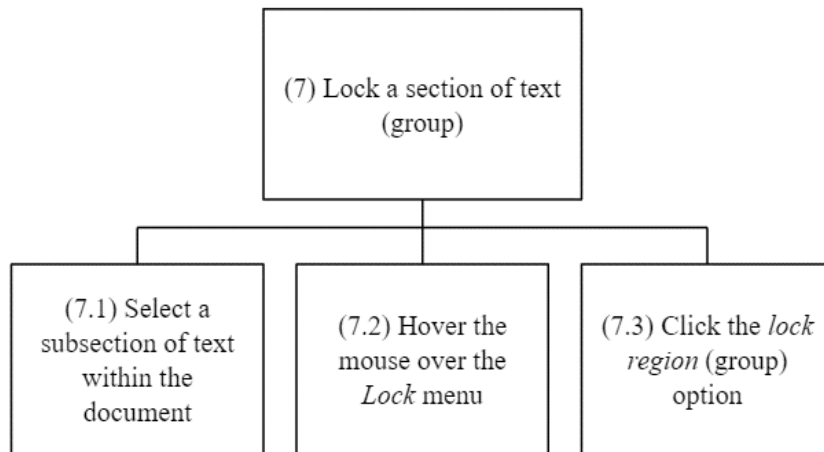 (7) Lock a section of text
(group)
(7.1) Select a
subsection of text
within the
document
(7.2) Hover the
mouse over the
Lock menu
(7.3) Click the lock
region (group)
option